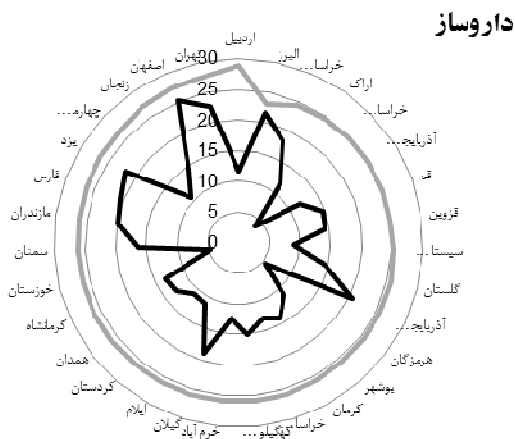 داروساز
اردبیل
البرز
خراسا...
اراک
خراسا...
آذربایج...
ق
قزوین
سیستا ...
گلستان
آذربایج...
هرمزگان
بوشهر
کرمان
خراسا...
کهگیلو...
خرم آباد
گیلان
ایلام
کردستان
همدان
کرمانشاه
خوزستان
سمنان
مازندران
فارس
یزد
چهارم...
زنجان
اصفهان
تهران
30
25
20
15
10
5
0